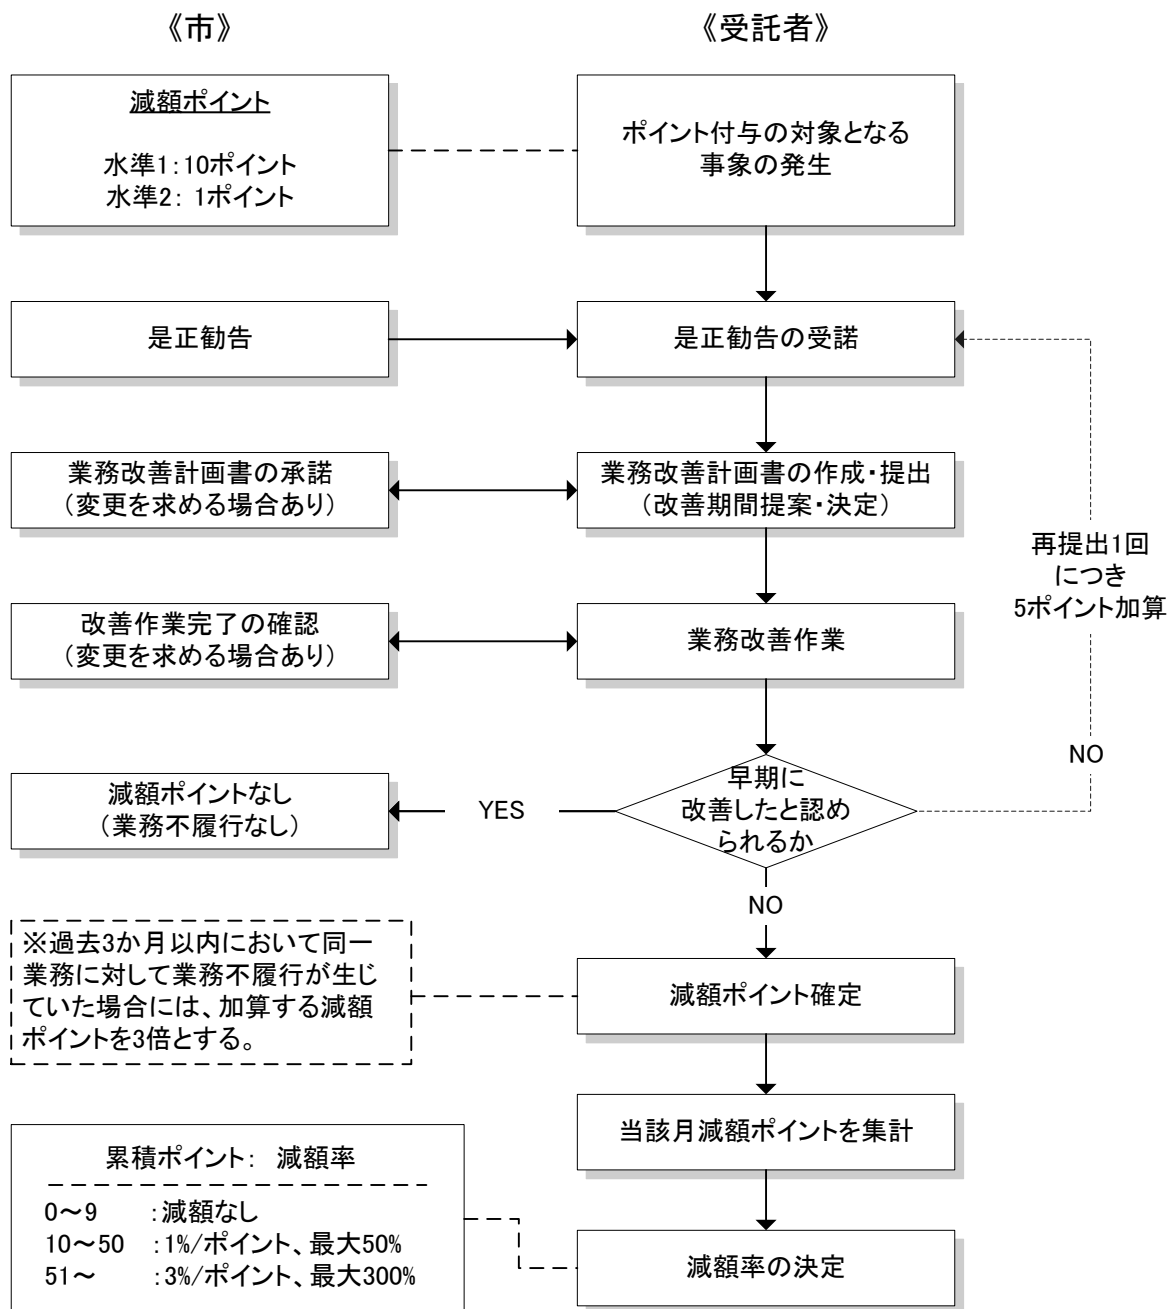 《市》
《受託者》
減額ポイント
水準1：10ポイント
水準2： 1ポイント
ポイント付与の対象となる
事象の発生
是正勧告
是正勧告の受諾
業務改善計画書の承諾
（変更を求める場合あり）
業務改善計画書の作成・提出
（改善期間提案・決定）
再提出1回
につき
5ポイント加算
改善作業完了の確認
（変更を求める場合あり）
業務改善作業
NO
減額ポイントなし
（業務不履行なし）
YES
早期に
改善したと認め
られるか
NO
※過去3か月以内において同一
業務に対して業務不履行が生じ
ていた場合には、加算する減額
ポイントを3倍とする。
減額ポイント確定
当該月減額ポイントを集計
累積ポイント： 減額率
0～9 ：減額なし
10～50 ：1%/ポイント、最大50%
51～ ：3%/ポイント、最大300%
減額率の決定